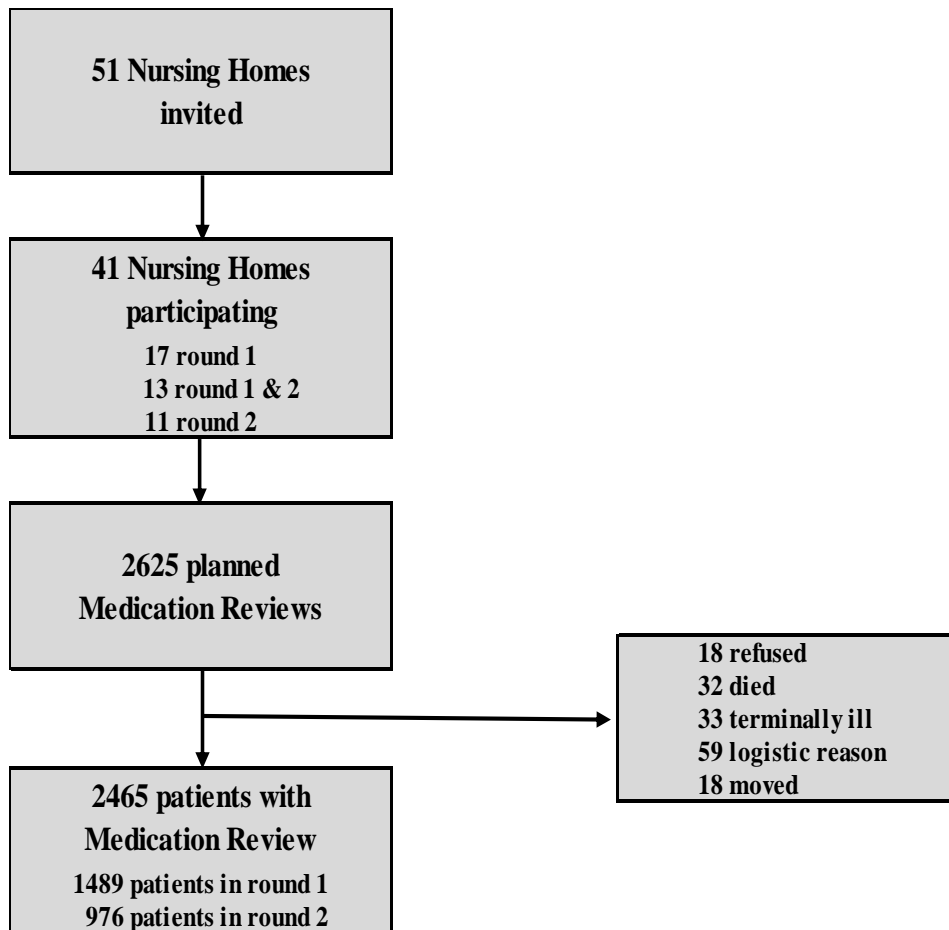 51 Nursing Homes
invited
41 Nursing Homes
participating
17 round 1
13 round 1 & 2
11 round 2
2625 planned
Medication Reviews
18 refused
32 died
33 terminally ill
59 logistic reason
18 moved
2465 patients with
Medication Review
1489 patients in round 1
976 patients in round 2